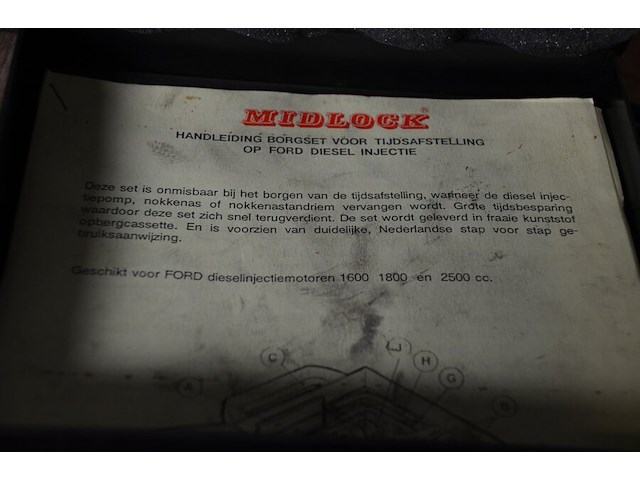 MIDLOCK®
HANDLEIDING BORGSET VOOR TIJDSAFSTELLING
OP FORD DIESEL INJECTIE
Deze set is onmisbaar bij het borgen van de tijdsafstelling, wanneer de diesel injec-
tiepomp, nokkenas of nokkenastandriem vervangen wordt. Grote tijdsbesparing
waardoor deze set zich snel terugverdient. De set wordt geleverd in fraaie kunststof
opbergcassette. En is voorzien van duidelijke, Nederlandse stap voor stap ge-
bruiksaanwijzing.
Geschikt voor FORD dieselinjectiemotoren 1600 1800 en 2500 cc.
J
C H
A G